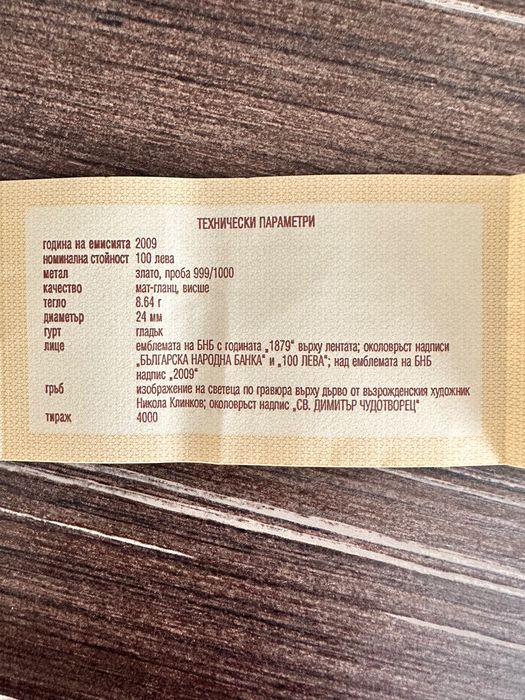 ТЕХНИЧЕСКИ ПАРАМЕТРИ
година на емисията 2009
номинална стойност 100 лева
метал злато, проба 999/1000
качество мат-гланц, висше
тегло 8.64 г
диаметър 24 мм
гурт гладък
лице емблемата на БНБ с годината „1879" върху лентата; околовръст надписи
„БЪЛГАРСКА НАРОДНА БАНКА" и „100 ЛЕВА"; над емблемата на БНБ
надпис „2009"
гръб изображение на светеца по гравюра върху дърво от възрожденския художник
Никола Клинков; околовръст надпис „СВ. ДИМИТЪР ЧУДОТВОРЕЦ"
тираж 4000